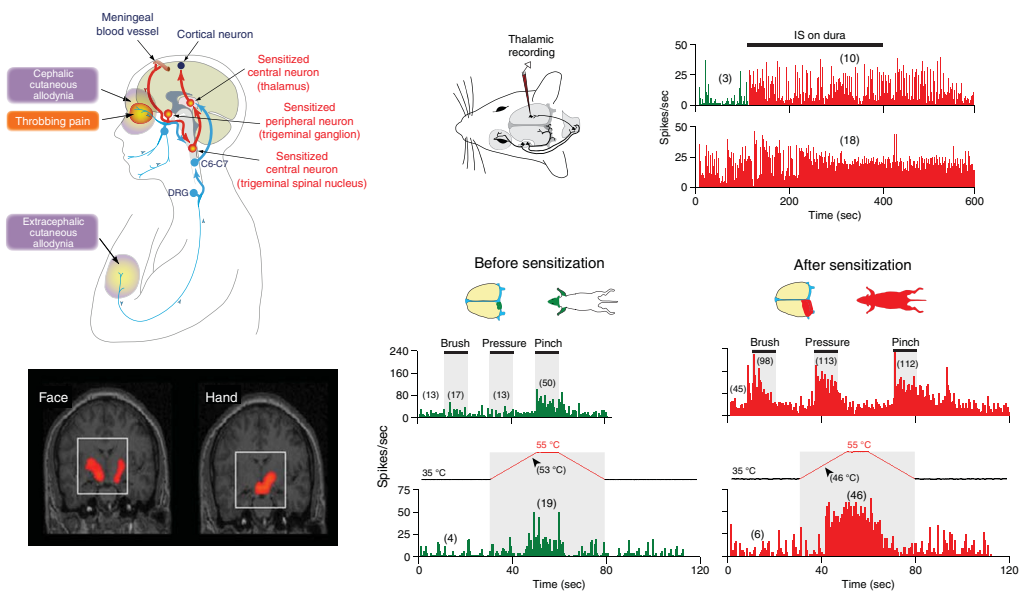 Meningeal
blood vessel
Cortical neuron
Cephalic
cutaneous
allodynia
Throbbing pain
Sensitized
central neuron
(thalamus)
Sensitized
peripheral neuron
(trigeminal ganglion)
Sensitized
central neuron
(trigeminal spinal nucleus)
C6-C7
DRG
Extracephalic
cutaneous
allodynia
Face
Hand
Thalamic
recording
IS on dura
Spikes/sec
50
25
0
(3)
(10)
50
25
0
(18)
0
200
400
600
Time (sec)
Before sensitization
Brush
Pressure
Pinch
240
160
80
0
(13)
(17)
(13)
(50)
Spikes/sec
35 °C
55 °C
(53 °C)
75
50
25
0
(4)
(19)
0
40
80
120
Time (sec)
After sensitization
Brush
Pressure
Pinch
(45)
(98)
(113)
(112)
35 °C
55 °C
(46 °C)
(6)
(46)
0
40
80
120
Time (sec)